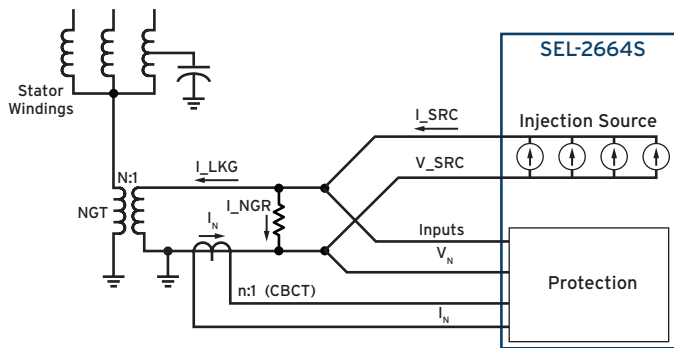 SEL-2664S
Stator
Windings
I_SRC
Injection Source
V_SRC
I_LKG
N:1
NGT
I_NGR
I_N
Inputs
V_N
Protection
n:1 (CBCT)
I_N